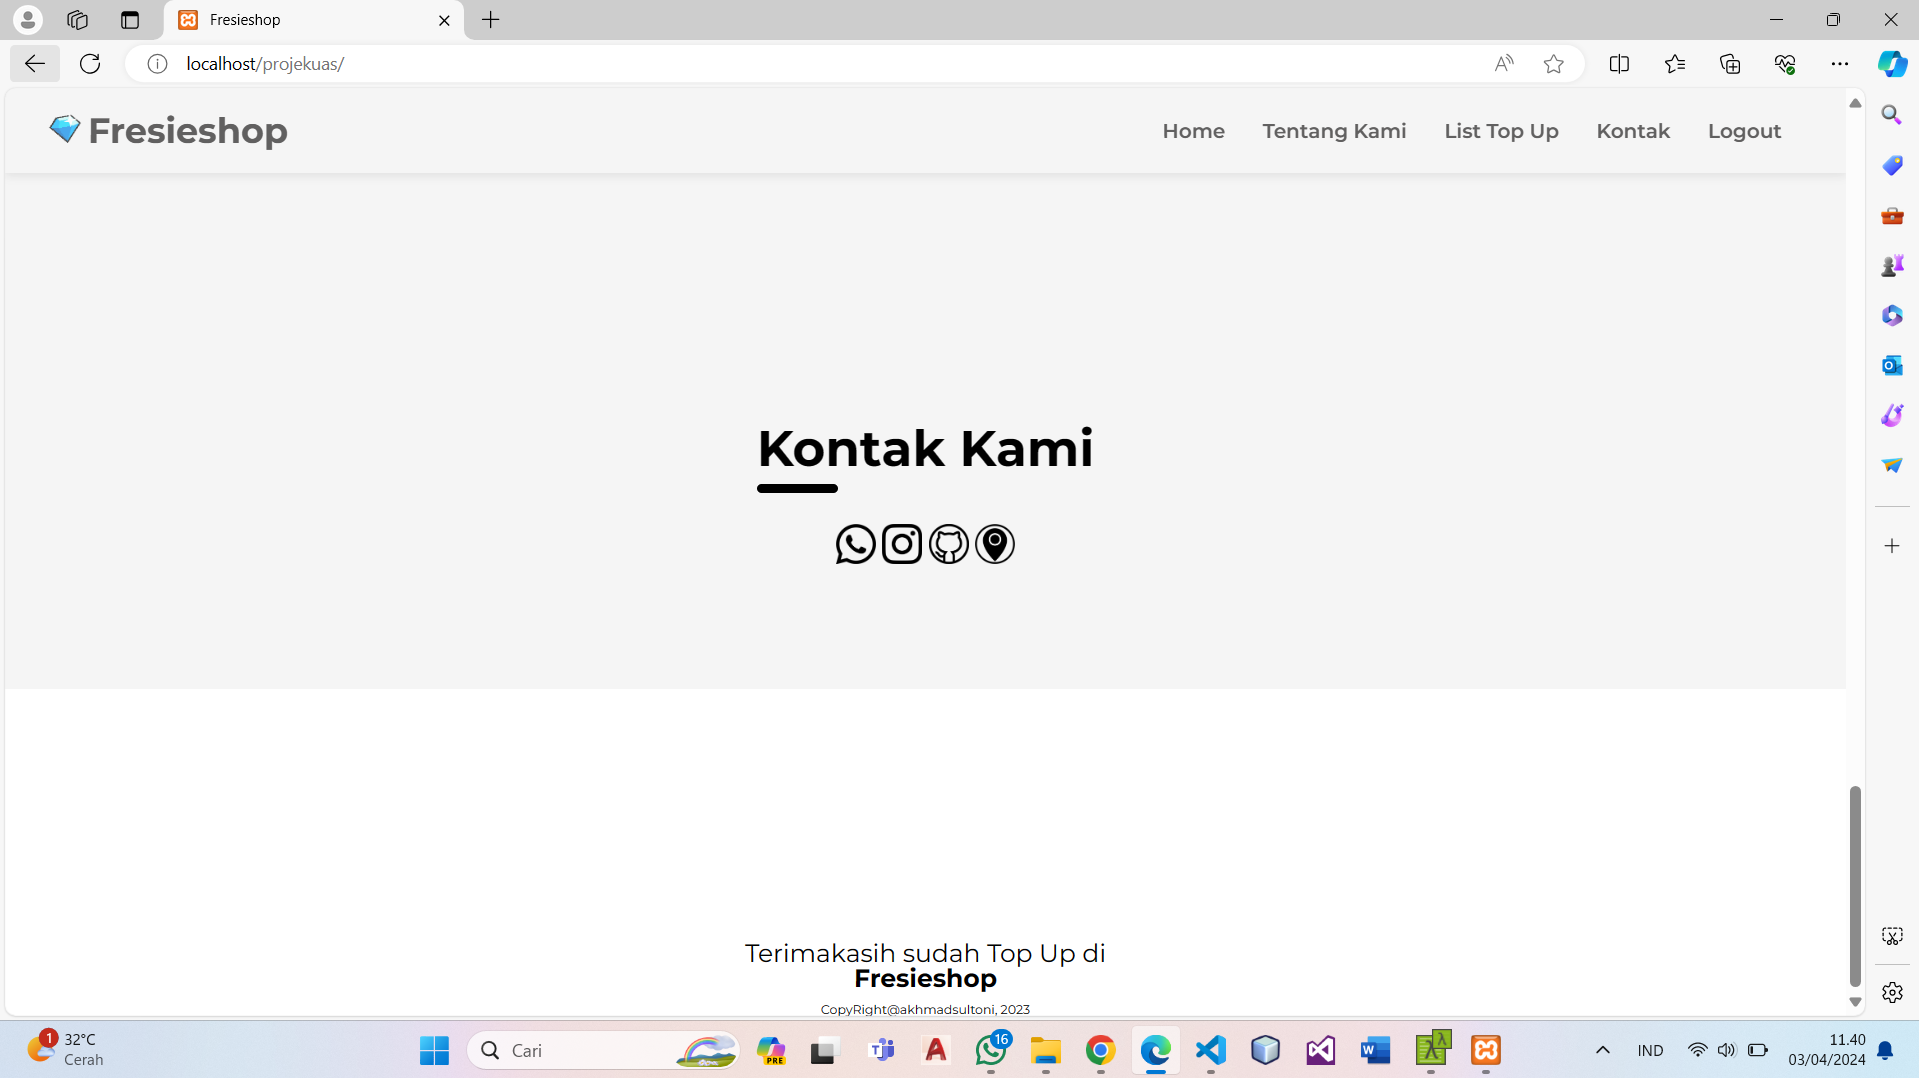 Fresieshop
localhost/projekuas/
Fresieshop
Home
Tentang Kami
List Top Up
Kontak
Logout
Kontak Kami
Terimakasih sudah Top Up di
Fresieshop
CopyRight@akhmadsultoni, 2023
1
32°C
Cerah
Cari
PRE
16
IND
11.40
03/04/2024